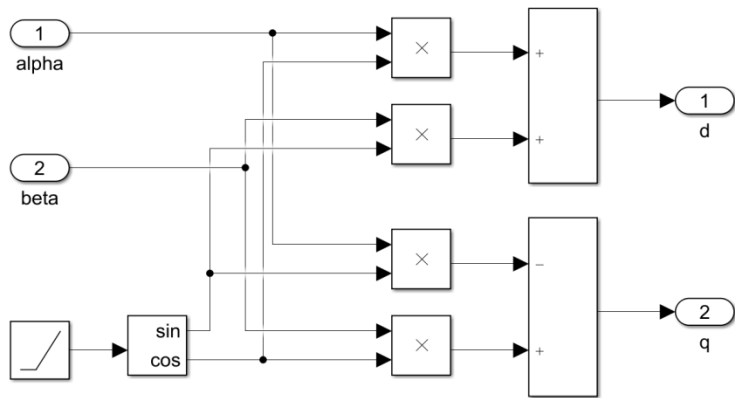 1
alpha
×
+
1
d
×
+
2
beta
×
−
2
q
sin
cos
×
+